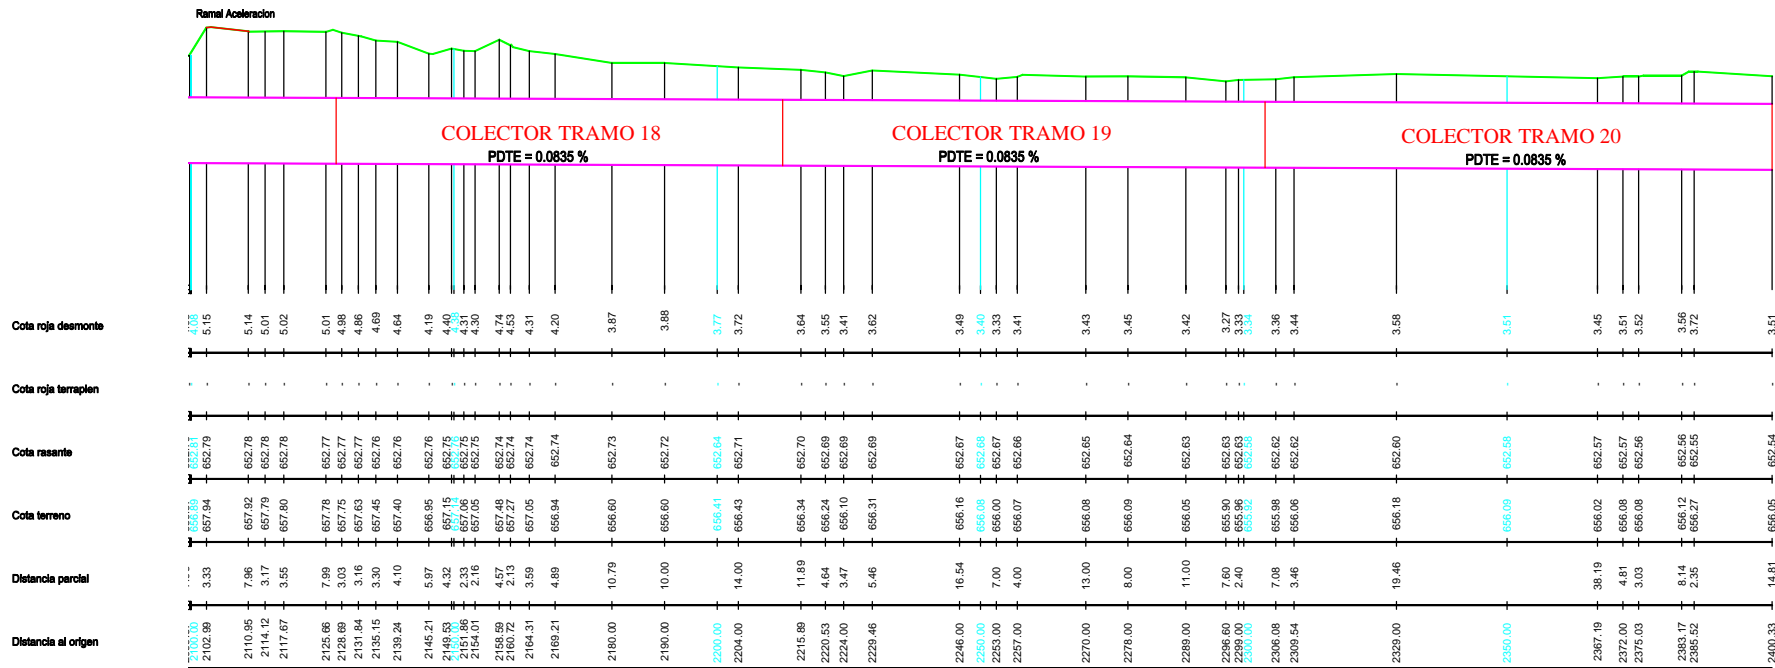 Ramal Aceleracion
COLECTOR TRAMO 18
PDTE = 0.0835 %
COLECTOR TRAMO 19
PDTE = 0.0835 %
COLECTOR TRAMO 20
PDTE = 0.0835 %
Cota roja desmonte
4.08 5.15 5.14 5.01 5.02 5.01 4.98 4.86 4.69 4.64 4.19 4.40 4.38 4.31 4.30 4.74 4.53 4.31 4.20 3.87 3.88 3.77 3.72 3.64 3.55 3.41 3.62 3.49 3.40 3.33 3.41 3.43 3.45 3.42 3.27 3.33 3.34 3.36 3.44 3.58 3.51 3.45 3.51 3.52 3.56 3.72 3.51
Cota roja terraplen
- - - - - - - - - - - - - - - - - - - - - - - - - - - - - - - - - - - - - - - - - - - - - - -
Cota rasante
652.81 652.79 652.78 652.78 652.78 652.77 652.77 652.77 652.76 652.76 652.76 652.75 652.76 652.75 652.75 652.74 652.74 652.74 652.74 652.73 652.72 652.64 652.71 652.70 652.69 652.69 652.69 652.67 652.68 652.67 652.66 652.65 652.64 652.63 652.63 652.63 652.58 652.62 652.62 652.60 652.58 652.57 652.57 652.56 652.56 652.55 652.54
Cota terreno
656.89 657.94 657.92 657.79 657.80 657.78 657.75 657.63 657.45 657.40 656.95 657.15 657.14 657.06 657.05 657.48 657.27 657.05 656.94 656.60 656.60 656.41 656.43 656.34 656.24 656.10 656.31 656.16 656.08 656.00 656.07 656.08 656.09 656.05 655.90 655.96 655.92 655.98 656.06 656.18 656.09 656.02 656.08 656.08 656.12 656.27 656.05
Distancia parcial
3.33 7.96 3.17 3.55 7.99 3.03 3.16 3.30 4.10 5.97 4.32 2.33 2.16 4.57 2.13 3.59 4.89 10.79 10.00 14.00 11.89 4.64 3.47 5.46 16.54 7.00 4.00 13.00 8.00 11.00 7.60 2.40 7.08 3.46 19.46 38.19 4.81 3.03 8.14 2.35 14.81
Distancia al origen
2100.00 2102.99 2110.95 2114.12 2117.67 2125.66 2128.69 2131.84 2135.15 2139.24 2145.21 2149.53 2150.00 2151.86 2154.01 2158.59 2160.72 2164.31 2169.21 2180.00 2190.00 2200.00 2204.00 2215.89 2220.53 2224.00 2229.46 2246.00 2250.00 2253.00 2257.00 2270.00 2278.00 2289.00 2296.60 2299.00 2300.00 2306.08 2309.54 2329.00 2350.00 2367.19 2372.00 2375.03 2383.17 2385.52 2400.33